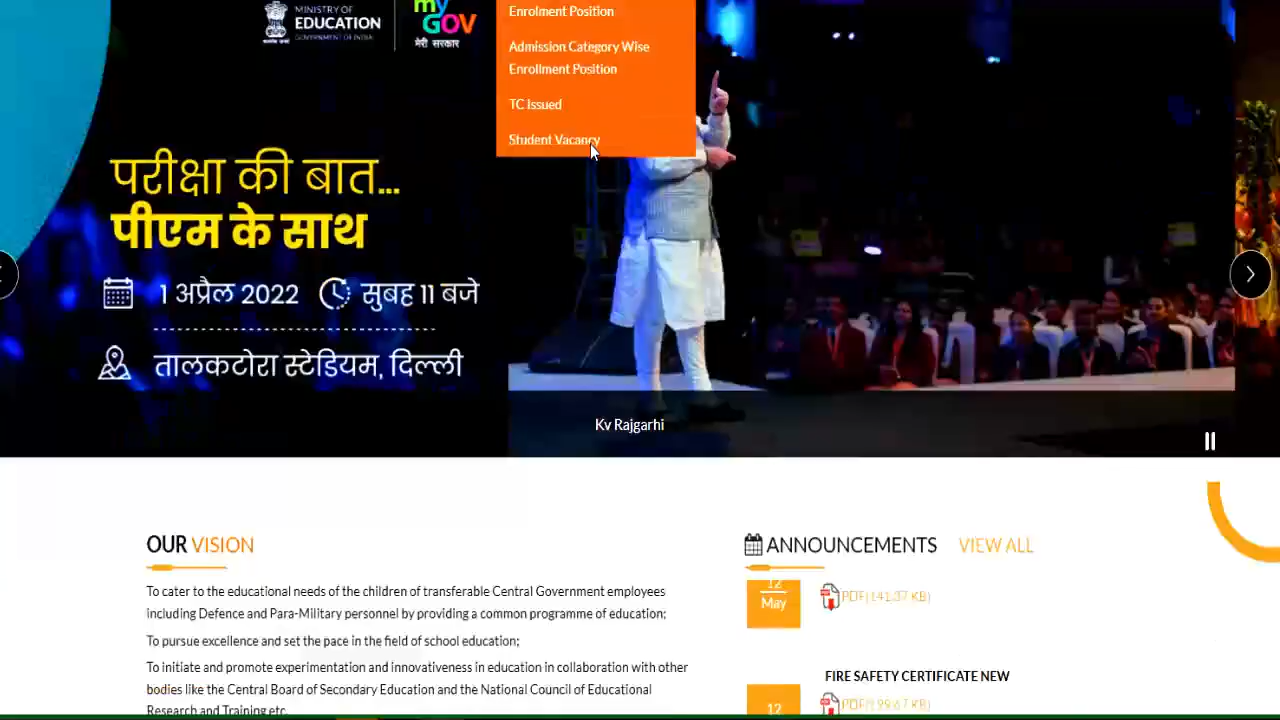 MINISTRY OF
EDUCATION
GOVERNMENT OF INDIA
my
GOV
मेरी सरकार
Enrolment Position
Admission Category Wise
Enrollment Position
TC Issued
Student Vacancy
परीक्षा की बात...
पीएम के साथ
1 अप्रैल 2022 सुबह 11 बजे
तालकटोरा स्टेडियम, दिल्ली
Kv Rajgarhi
OUR VISION
To cater to the educational needs of the children of transferable Central Government employees
including Defence and Para-Military personnel by providing a common programme of education;
To pursue excellence and set the pace in the field of school education;
To initiate and promote experimentation and innovativeness in education in collaboration with other
bodies like the Central Board of Secondary Education and the National Council of Educational
Research and Training etc.
ANNOUNCEMENTS VIEW ALL
12
May
PDF(141.37 KB)
FIRE SAFETY CERTIFICATE NEW
12
PDF(199.67 KB)